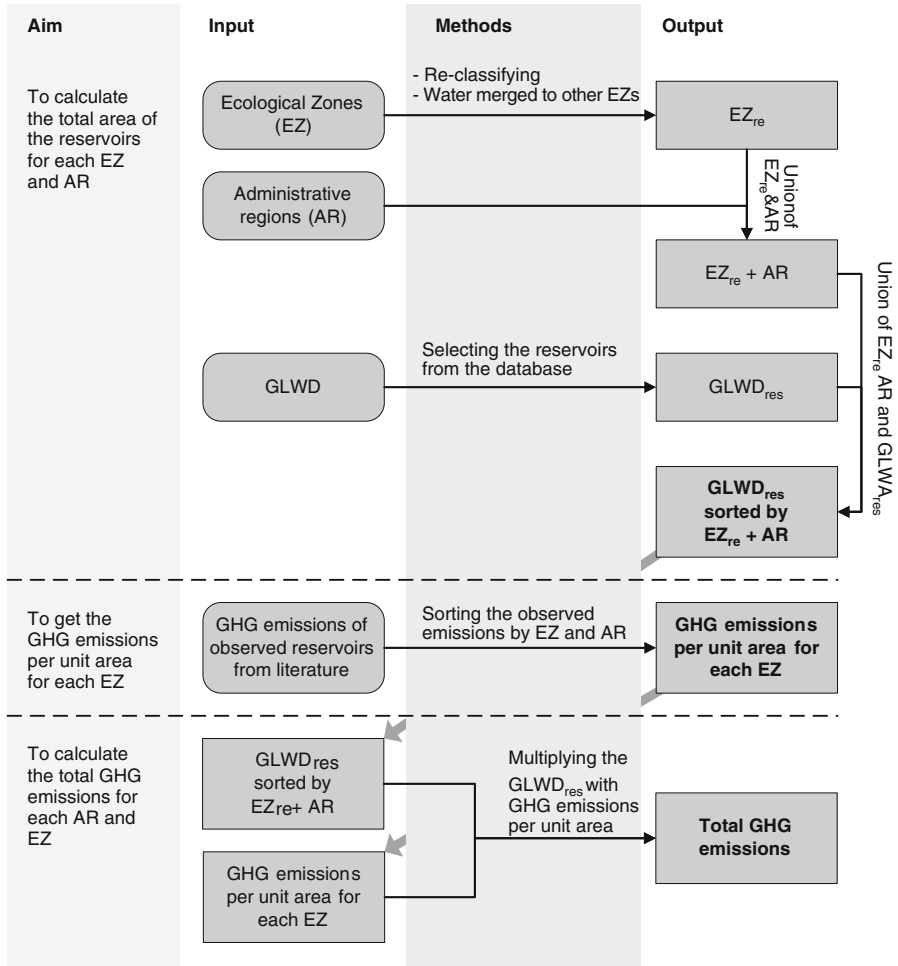 Aim
Input
Methods
Output
To calculate
the total area of
the reservoirs
for each EZ
and AR
Ecological Zones
(EZ)
- Re-classifying
- Water merged to other EZs
EZre
Administrative
regions (AR)
Unionof
EZre&AR
EZre + AR
GLWD
Selecting the reservoirs
from the database
GLWDres
Union of EZre AR and GLWAres
GLWDres
sorted by
EZre + AR
To get the
GHG emissions
per unit area
for each EZ
GHG emissions of
observed reservoirs
from literature
Sorting the observed
emissions by EZ and AR
GHG emissions
per unit area for
each EZ
To calculate
the total GHG
emissions for
each AR and
EZ
GLWDres
sorted by
EZre+ AR
GHG emissions
per unit area for
each EZ
Multiplying the
GLWDres with
GHG emissions
per unit area
Total GHG
emissions